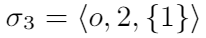 σ₃ = ⟨o, 2, {1}⟩